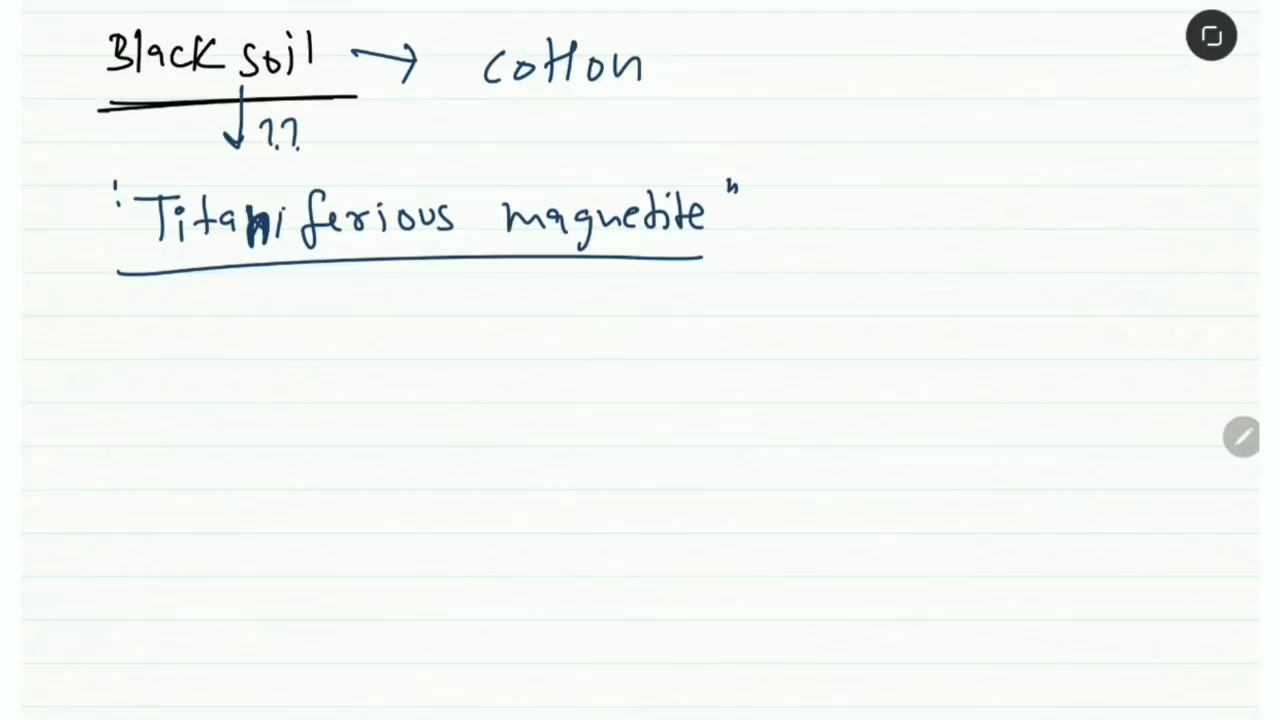 Black soil → cotton
↓ ??
"Titaniferious magnetite"